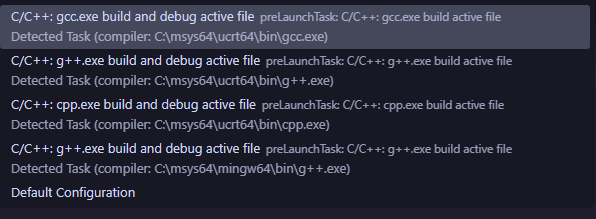 C/C++: gcc.exe build and debug active file preLaunchTask: C/C++: gcc.exe build active file
Detected Task (compiler: C:\msys64\ucrt64\bin\gcc.exe)
C/C++: g++.exe build and debug active file preLaunchTask: C/C++: g++.exe build active file
Detected Task (compiler: C:\msys64\ucrt64\bin\g++.exe)
C/C++: cpp.exe build and debug active file preLaunchTask: C/C++: cpp.exe build active file
Detected Task (compiler: C:\msys64\ucrt64\bin\cpp.exe)
C/C++: g++.exe build and debug active file preLaunchTask: C/C++: g++.exe build active file
Detected Task (compiler: C:\msys64\mingw64\bin\g++.exe)
Default Configuration